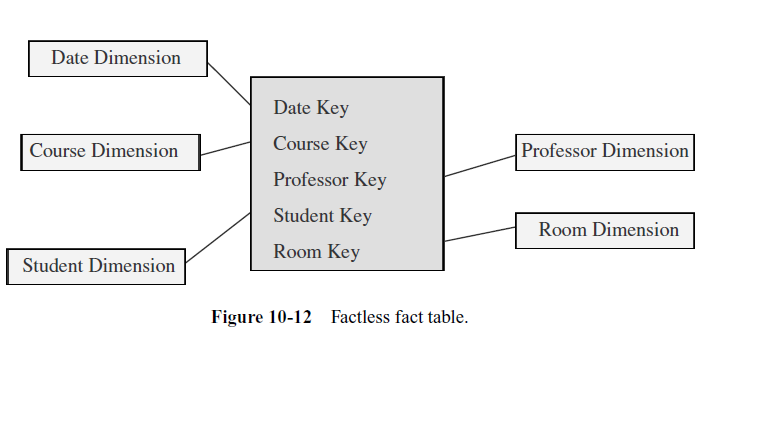 Date Dimension
Course Dimension
Student Dimension
Date Key
Course Key
Professor Key
Student Key
Room Key
Professor Dimension
Room Dimension
Figure 10-12 Factless fact table.